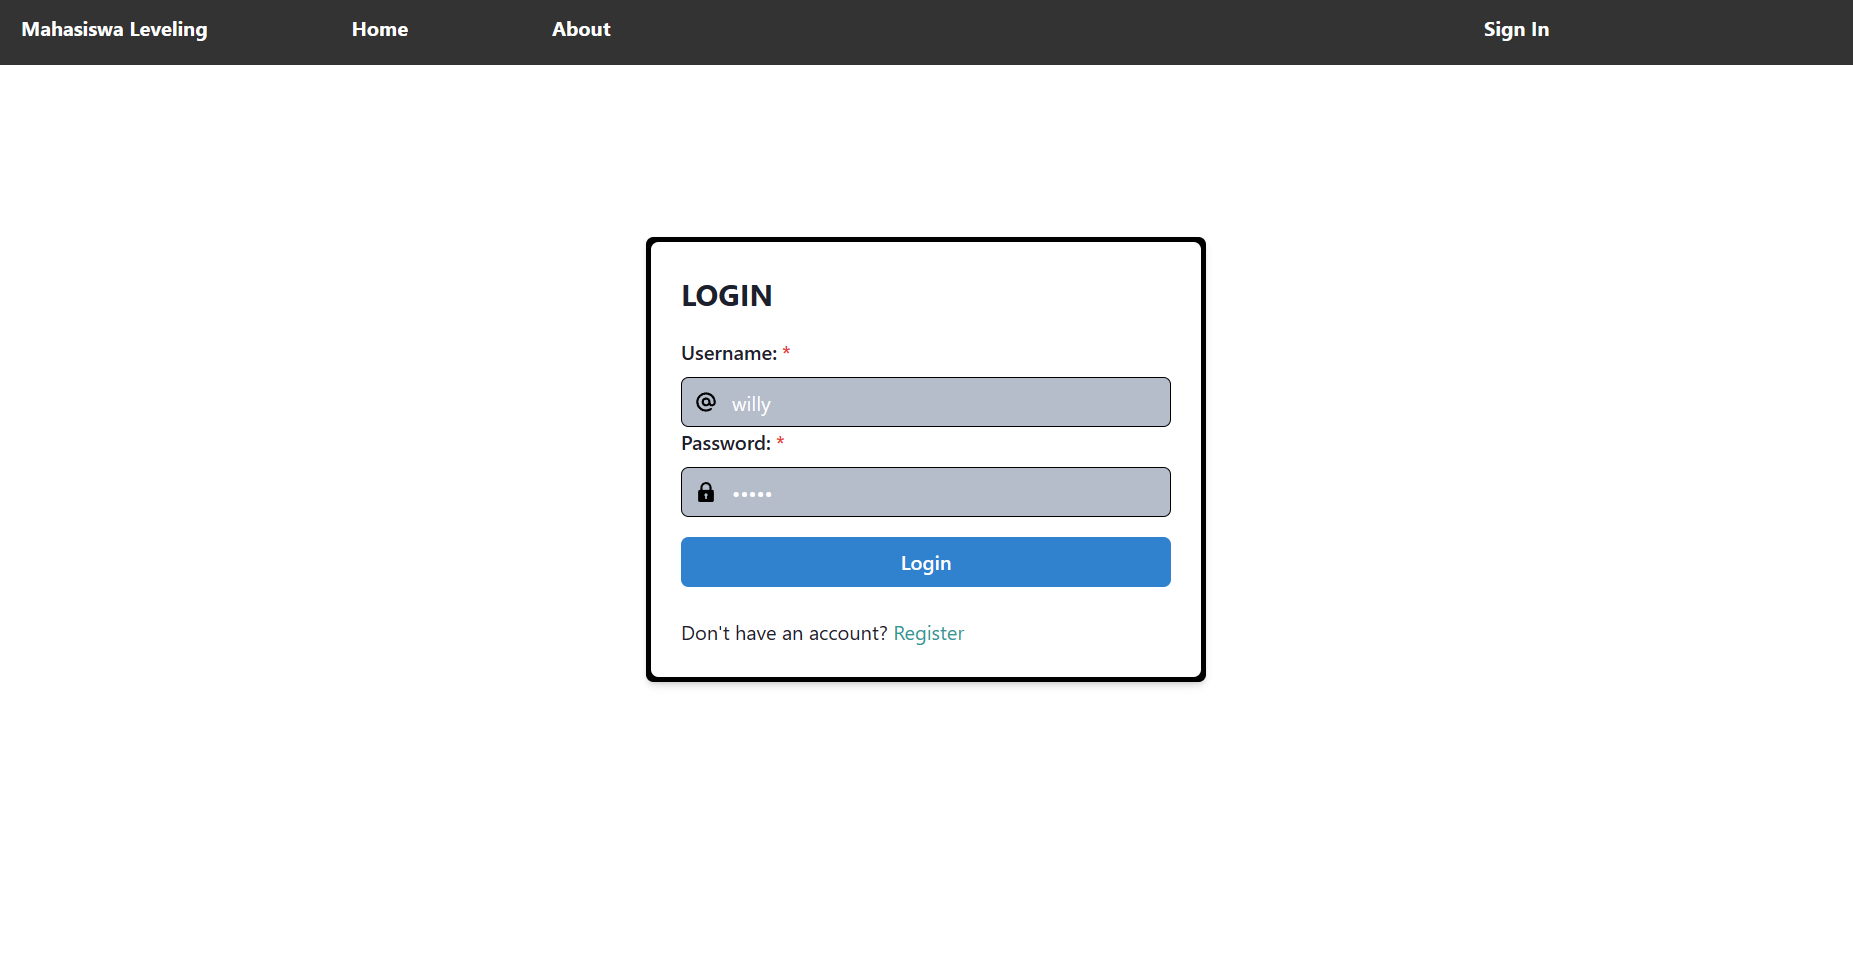 Mahasiswa Leveling Home About Sign In
LOGIN
Username: *
willy
Password: *
•••••
Login
Don't have an account? Register